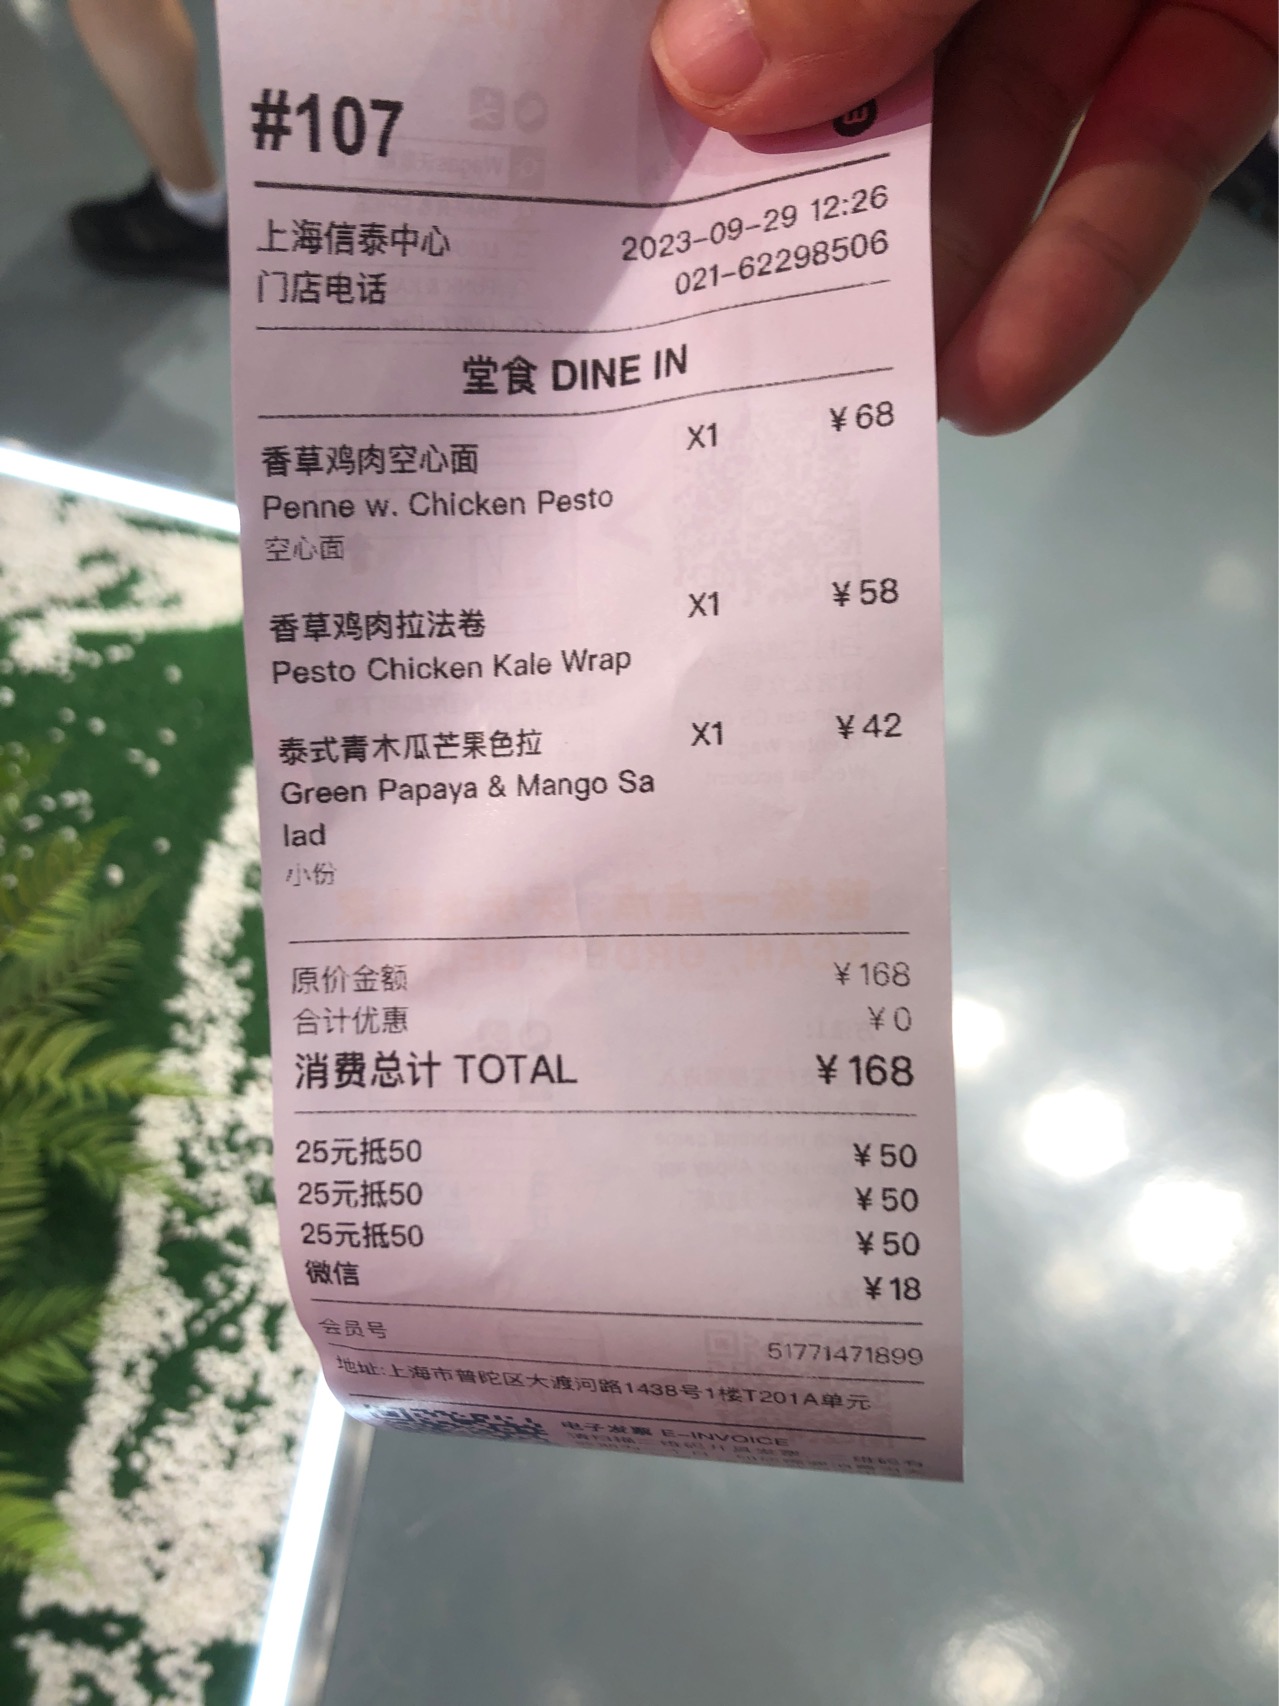 #107
上海信泰中心 2023-09-29 12:26
门店电话 021-62298506
堂食 DINE IN
香草鸡肉空心面 X1 ¥68
Penne w. Chicken Pesto
空心面
香草鸡肉拉法卷 X1 ¥58
Pesto Chicken Kale Wrap
泰式青木瓜芒果色拉 X1 ¥42
Green Papaya & Mango Sa
lad
小份
原价金额 ¥168
合计优惠 ¥0
消费总计 TOTAL ¥168
25元抵50 ¥50
25元抵50 ¥50
25元抵50 ¥50
微信 ¥18
会员号 51771471899
地址:上海市普陀区大渡河路1438号1楼T201A单元
电子发票 E-INVOICE